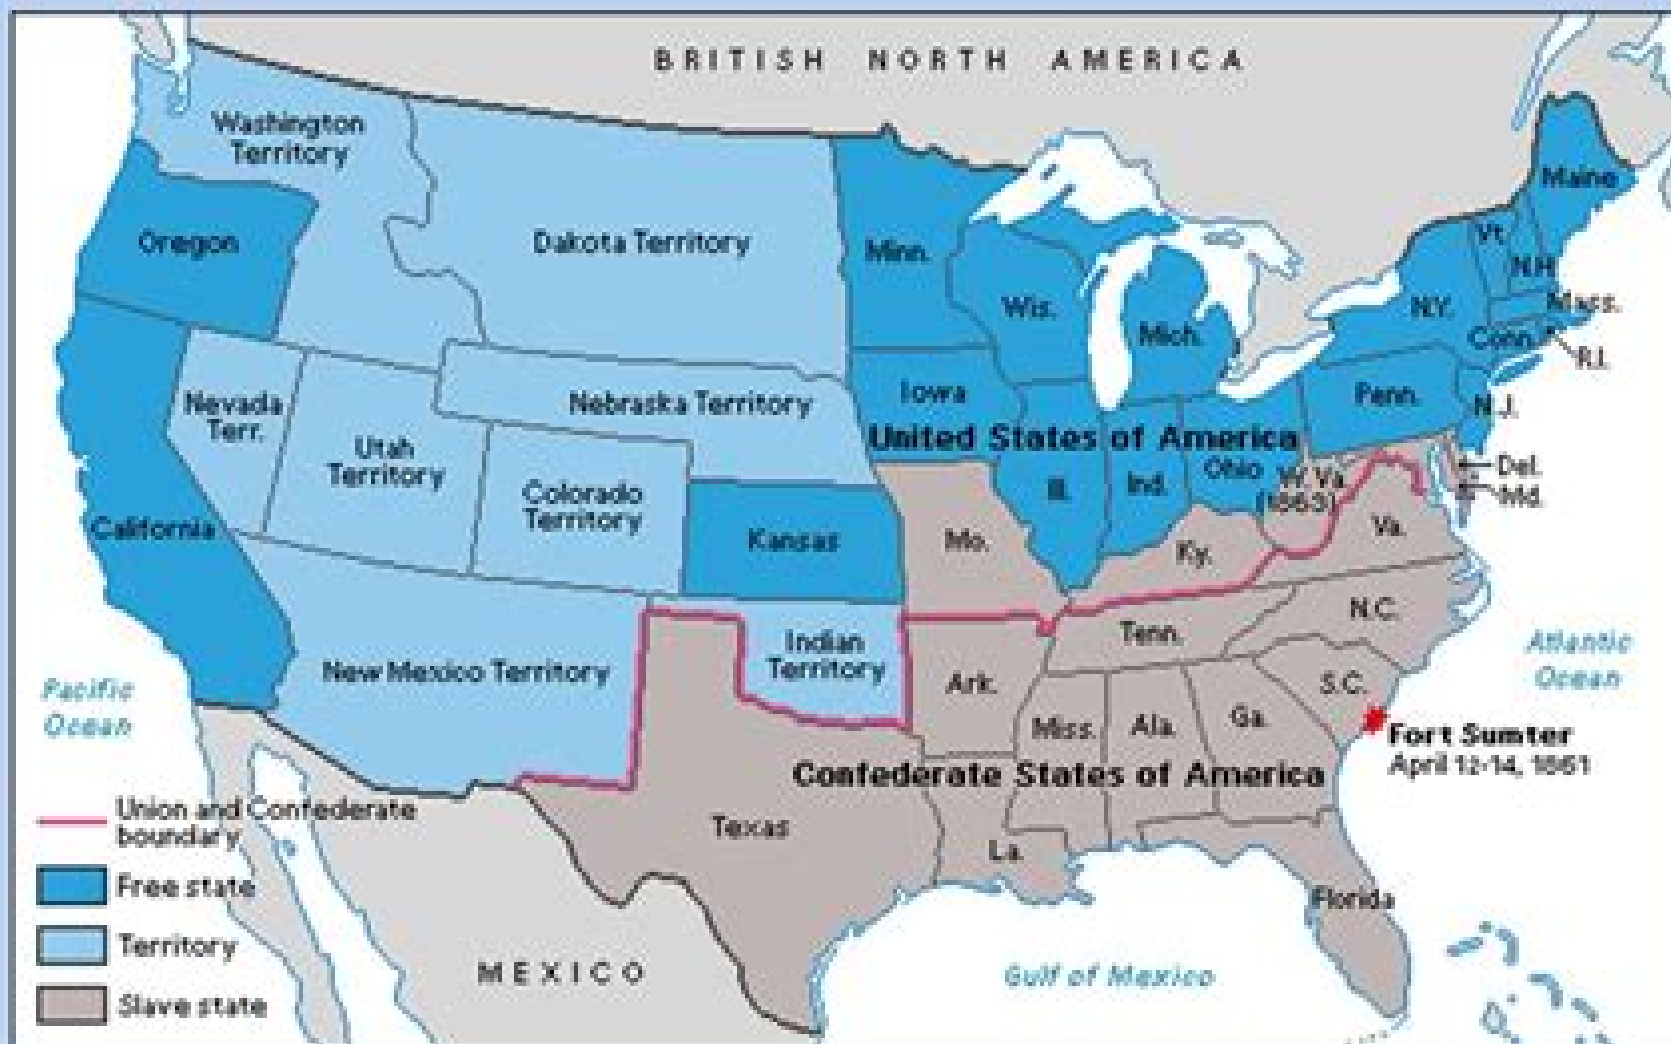 BRITISH NORTH AMERICA
Washington
Territory
Oregon
Dakota Territory
Minn.
Wis.
Mich.
Maine
Vt.
N.H.
N.Y.
Mass.
Conn.
R.I.
Nevada
Terr.
Utah
Territory
Nebraska Territory
Iowa
Penn.
N.J.
United States of America
California
Colorado
Territory
Kansas
Mo.
Ill.
Ind.
Ohio
W. Va.
(1863)
Del.
Md.
Va.
Ky.
New Mexico Territory
Indian
Territory
Tenn.
N.C.
Ark.
Miss.
Ala.
Ga.
S.C.
Pacific
Ocean
Atlantic
Ocean
Fort Sumter
April 12-14, 1861
Confederate States of America
Texas
La.
Florida
MEXICO
Gulf of Mexico
Union and Confederate
boundary
Free state
Territory
Slave state